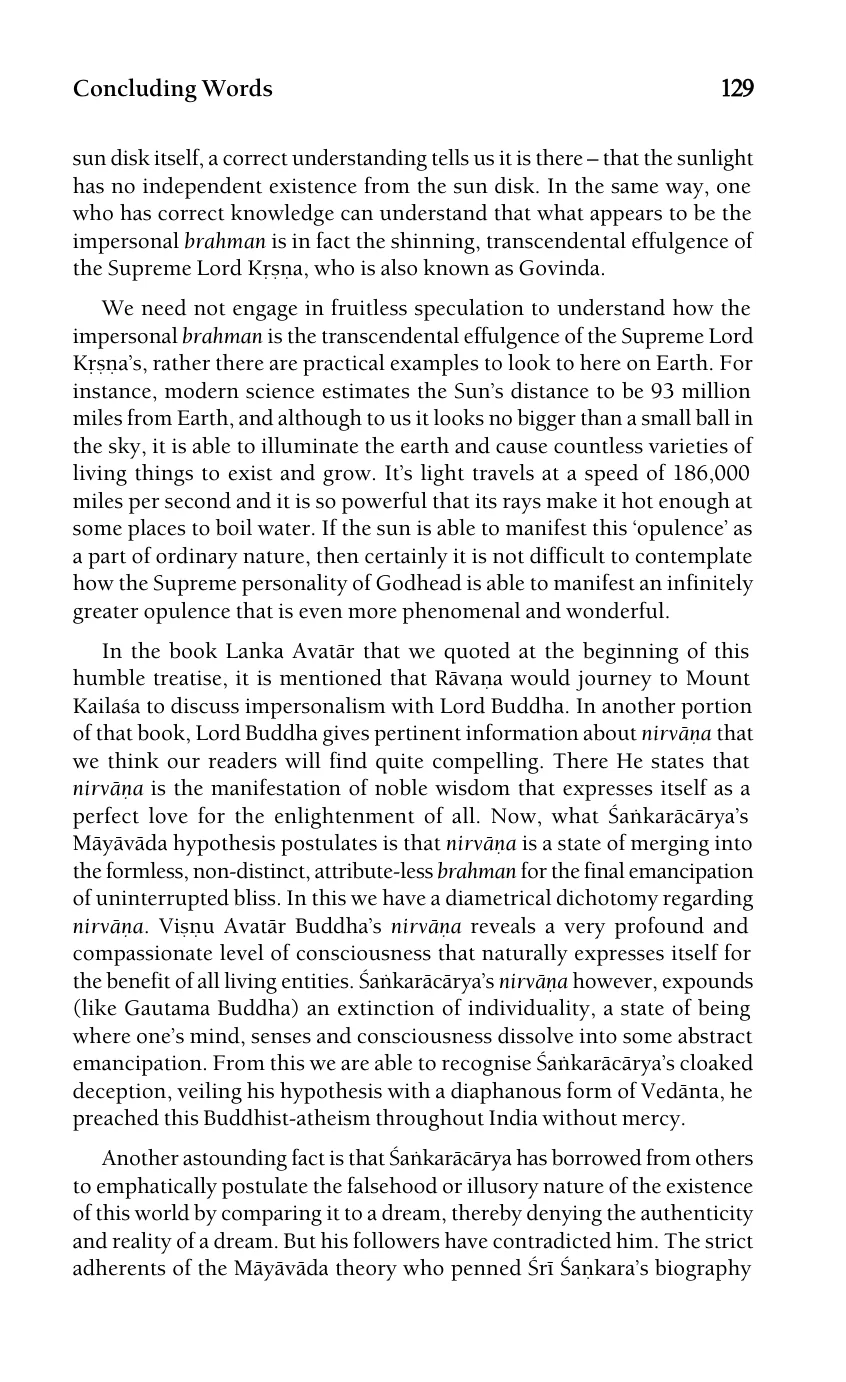 Concluding Words 129
sun disk itself, a correct understanding tells us it is there – that the sunlight
has no independent existence from the sun disk. In the same way, one
who has correct knowledge can understand that what appears to be the
impersonal brahman is in fact the shinning, transcendental effulgence of
the Supreme Lord Kṛṣṇa, who is also known as Govinda.
We need not engage in fruitless speculation to understand how the
impersonal brahman is the transcendental effulgence of the Supreme Lord
Kṛṣṇa’s, rather there are practical examples to look to here on Earth. For
instance, modern science estimates the Sun’s distance to be 93 million
miles from Earth, and although to us it looks no bigger than a small ball in
the sky, it is able to illuminate the earth and cause countless varieties of
living things to exist and grow. It’s light travels at a speed of 186,000
miles per second and it is so powerful that its rays make it hot enough at
some places to boil water. If the sun is able to manifest this ‘opulence’ as
a part of ordinary nature, then certainly it is not difficult to contemplate
how the Supreme personality of Godhead is able to manifest an infinitely
greater opulence that is even more phenomenal and wonderful.
In the book Lanka Avatār that we quoted at the beginning of this
humble treatise, it is mentioned that Rāvaṇa would journey to Mount
Kailaśa to discuss impersonalism with Lord Buddha. In another portion
of that book, Lord Buddha gives pertinent information about nirvāṇa that
we think our readers will find quite compelling. There He states that
nirvāṇa is the manifestation of noble wisdom that expresses itself as a
perfect love for the enlightenment of all. Now, what Śaṅkarācārya’s
Māyāvāda hypothesis postulates is that nirvāṇa is a state of merging into
the formless, non-distinct, attribute-less brahman for the final emancipation
of uninterrupted bliss. In this we have a diametrical dichotomy regarding
nirvāṇa. Viṣṇu Avatār Buddha’s nirvāṇa reveals a very profound and
compassionate level of consciousness that naturally expresses itself for
the benefit of all living entities. Śaṅkarācārya’s nirvāṇa however, expounds
(like Gautama Buddha) an extinction of individuality, a state of being
where one’s mind, senses and consciousness dissolve into some abstract
emancipation. From this we are able to recognise Śaṅkarācārya’s cloaked
deception, veiling his hypothesis with a diaphanous form of Vedānta, he
preached this Buddhist-atheism throughout India without mercy.
Another astounding fact is that Śaṅkarācārya has borrowed from others
to emphatically postulate the falsehood or illusory nature of the existence
of this world by comparing it to a dream, thereby denying the authenticity
and reality of a dream. But his followers have contradicted him. The strict
adherents of the Māyāvāda theory who penned Śrī Śaṇkara’s biography